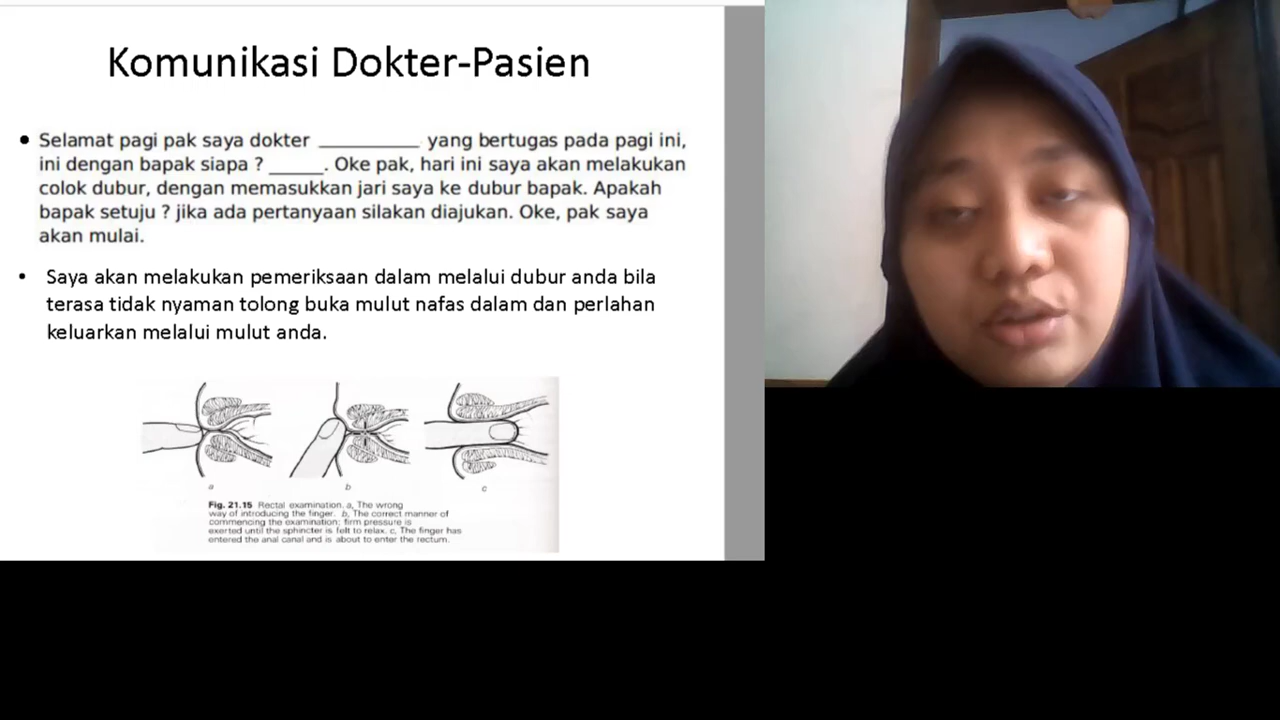 Komunikasi Dokter-Pasien
• Selamat pagi pak saya dokter __________ yang bertugas pada pagi ini,
ini dengan bapak siapa ? ______. Oke pak, hari ini saya akan melakukan
colok dubur, dengan memasukkan jari saya ke dubur bapak. Apakah
bapak setuju ? jika ada pertanyaan silakan diajukan. Oke, pak saya
akan mulai.
• Saya akan melakukan pemeriksaan dalam melalui dubur anda bila
terasa tidak nyaman tolong buka mulut nafas dalam dan perlahan
keluarkan melalui mulut anda.
a b c
Fig. 21.15 Rectal examination. a, The wrong
way of introducing the finger. b, The correct manner of
commencing the examination: firm pressure is
exerted until the sphincter is felt to relax. c, The finger has
entered the anal canal and is about to enter the rectum.